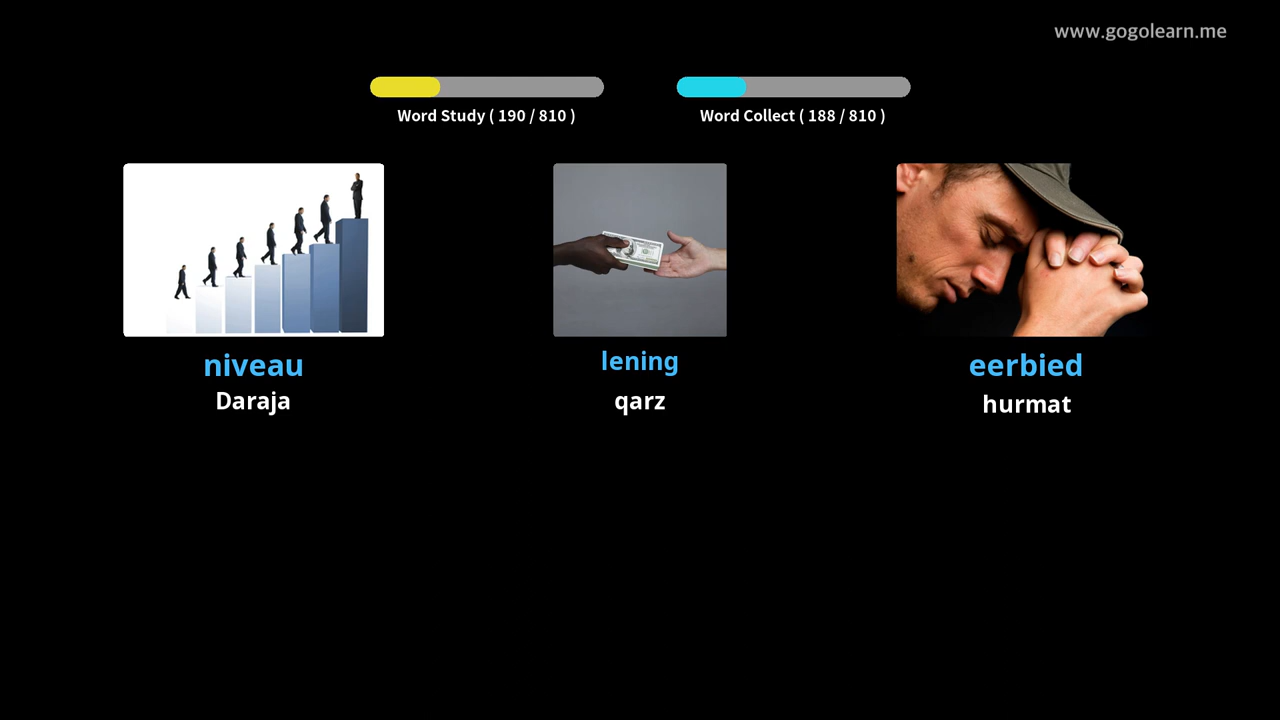 www.gogolearn.me
Word Study ( 190 / 810 )
Word Collect ( 188 / 810 )
niveau
Daraja
lening
qarz
eerbied
hurmat